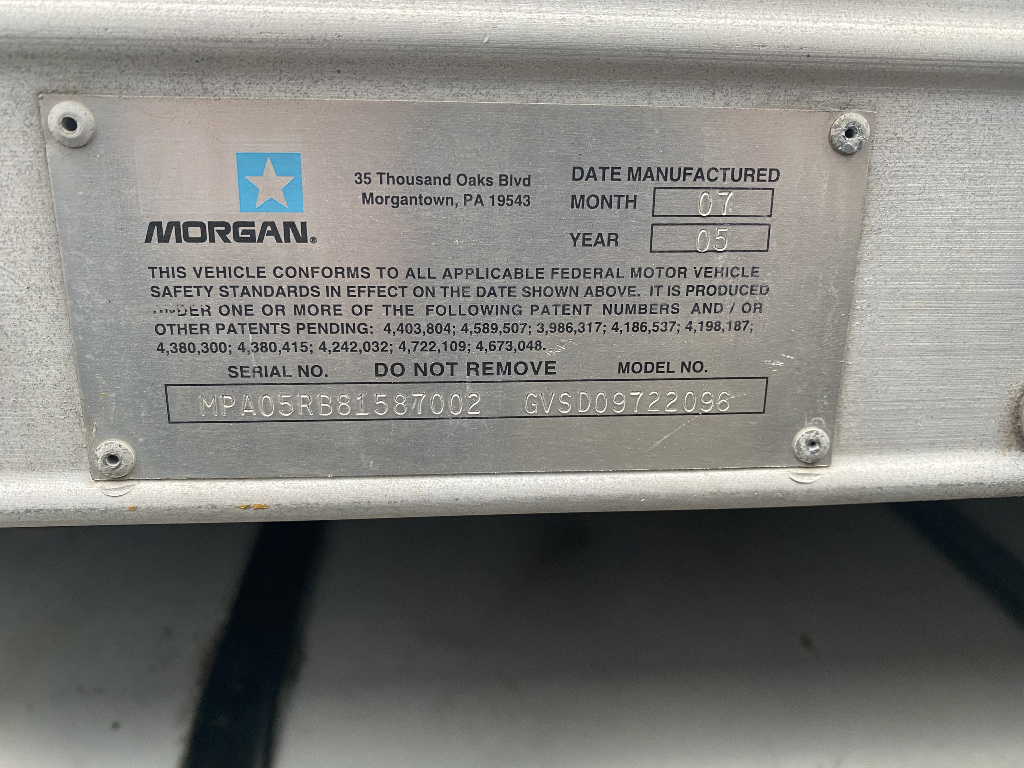 35 Thousand Oaks Blvd
Morgantown, PA 19543
MORGAN®
DATE MANUFACTURED
MONTH 07
YEAR 05
THIS VEHICLE CONFORMS TO ALL APPLICABLE FEDERAL MOTOR VEHICLE
SAFETY STANDARDS IN EFFECT ON THE DATE SHOWN ABOVE. IT IS PRODUCED
UNDER ONE OR MORE OF THE FOLLOWING PATENT NUMBERS AND / OR
OTHER PATENTS PENDING: 4,403,804; 4,589,507; 3,986,317; 4,186,537; 4,198,187;
4,380,300; 4,380,415; 4,242,032; 4,722,109; 4,673,048.
SERIAL NO. DO NOT REMOVE MODEL NO.
MPA05RB81587002 GVSD09722096